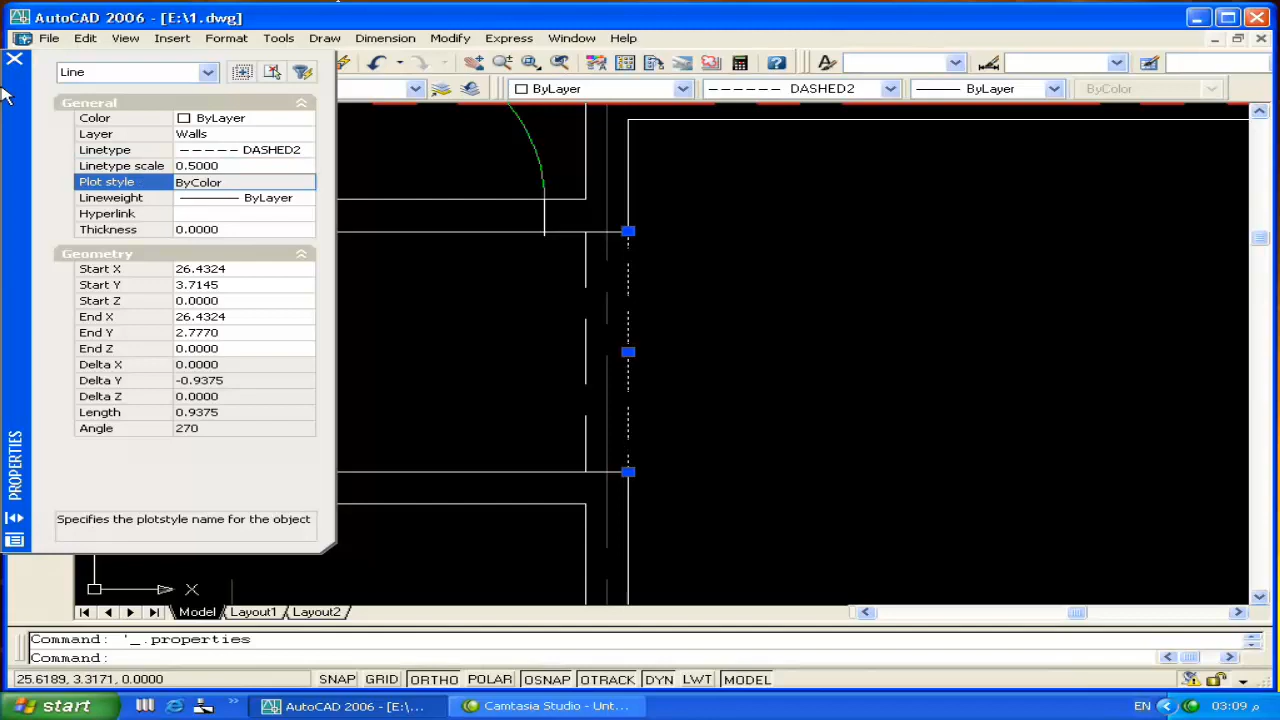 AutoCAD 2006 - [E:\1.dwg]
File Edit View Insert Format Tools Draw Dimension Modify Express Window Help
Line
ByLayer DASHED2 ByLayer ByColor
General
Color ByLayer
Layer Walls
Linetype DASHED2
Linetype scale 0.5000
Plot style ByColor
Lineweight ByLayer
Hyperlink
Thickness 0.0000
Geometry
Start X 26.4324
Start Y 3.7145
Start Z 0.0000
End X 26.4324
End Y 2.7770
End Z 0.0000
Delta X 0.0000
Delta Y -0.9375
Delta Z 0.0000
Length 0.9375
Angle 270
PROPERTIES
Specifies the plotstyle name for the object
X
Model Layout1 Layout2
Command: '_.properties
Command:
25.6189, 3.3171, 0.0000 SNAP GRID ORTHO POLAR OSNAP OTRACK DYN LWT MODEL
start AutoCAD 2006 - [E:\... Camtasia Studio - Unt... EN 03:09 م